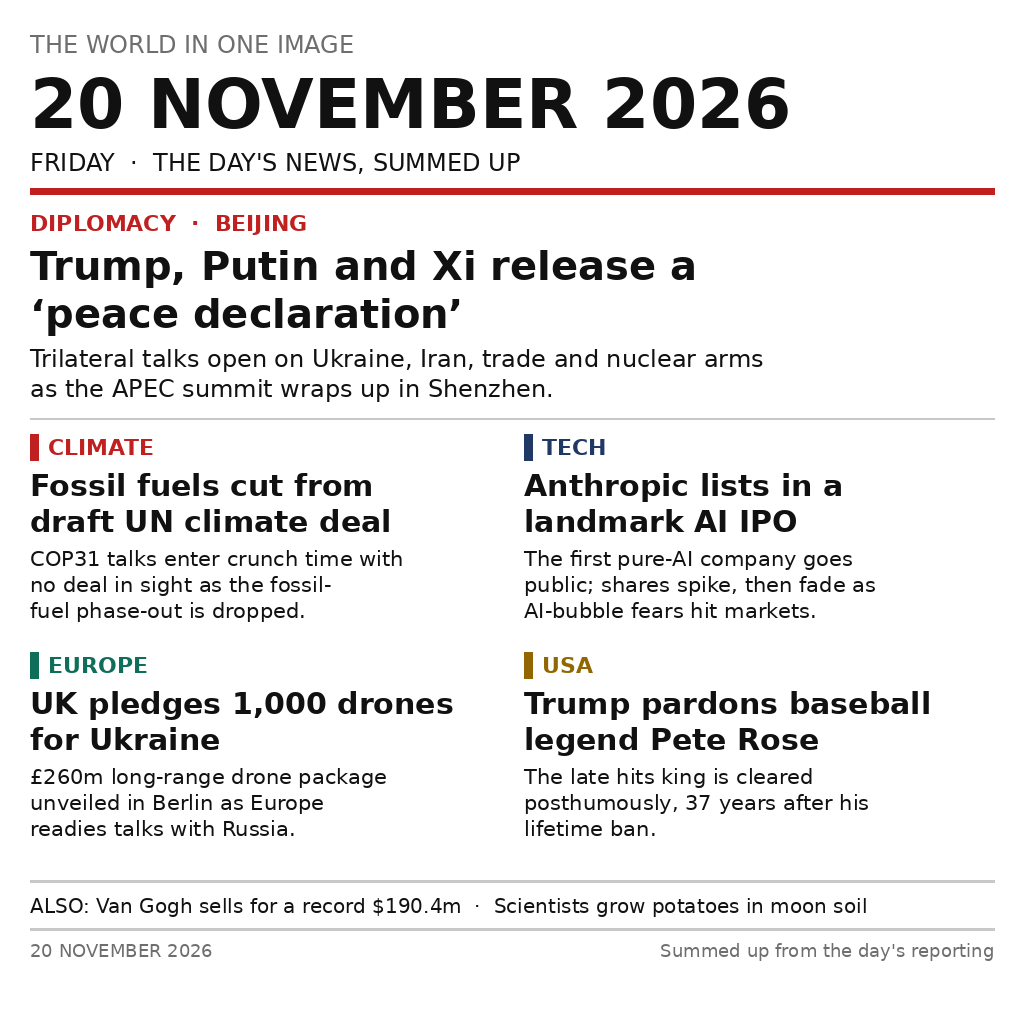 THE WORLD IN ONE IMAGE
20 NOVEMBER 2026
FRIDAY · THE DAY'S NEWS, SUMMED UP
DIPLOMACY · BEIJING
Trump, Putin and Xi release a
‘peace declaration’
Trilateral talks open on Ukraine, Iran, trade and nuclear arms
as the APEC summit wraps up in Shenzhen.
CLIMATE
Fossil fuels cut from
draft UN climate deal
COP31 talks enter crunch time with
no deal in sight as the fossil-
fuel phase-out is dropped.
TECH
Anthropic lists in a
landmark AI IPO
The first pure-AI company goes
public; shares spike, then fade as
AI-bubble fears hit markets.
EUROPE
UK pledges 1,000 drones
for Ukraine
£260m long-range drone package
unveiled in Berlin as Europe
readies talks with Russia.
USA
Trump pardons baseball
legend Pete Rose
The late hits king is cleared
posthumously, 37 years after his
lifetime ban.
ALSO: Van Gogh sells for a record $190.4m · Scientists grow potatoes in moon soil
20 NOVEMBER 2026
Summed up from the day's reporting